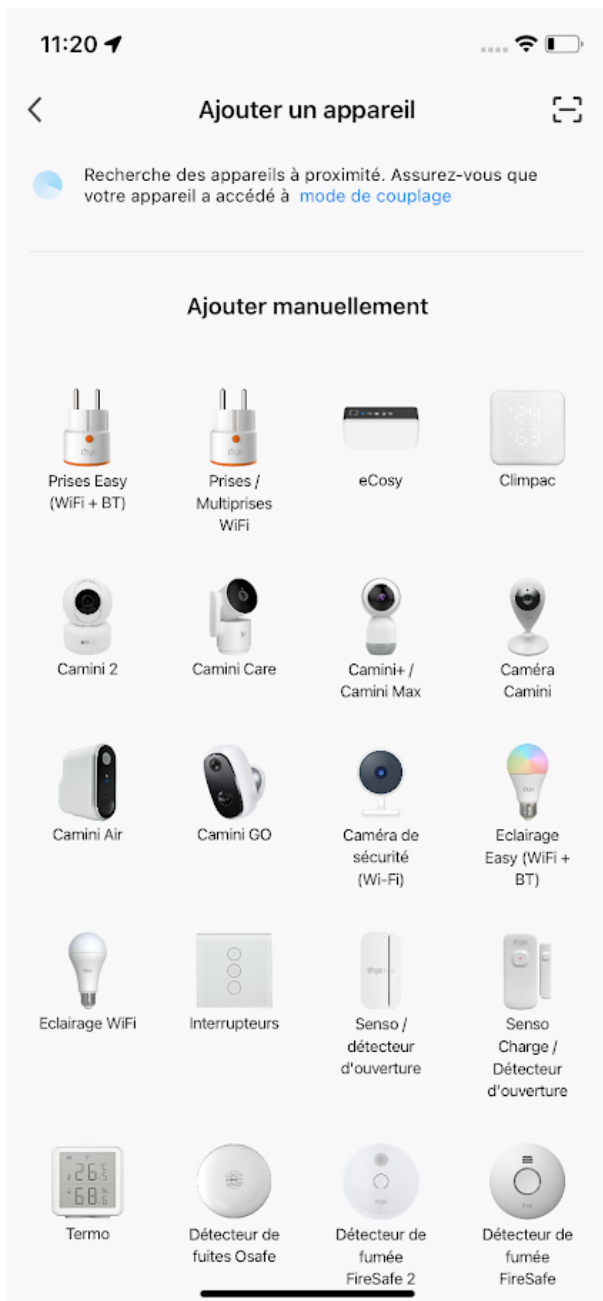 11:20
Ajouter un appareil
Recherche des appareils à proximité. Assurez-vous que
votre appareil a accédé à mode de couplage
Ajouter manuellement
Prises Easy
(WiFi + BT)
Prises /
Multiprises
WiFi
eCosy
Climpac
Camini 2
Camini Care
Camini+ /
Camini Max
Caméra
Camini
Camini Air
Camini GO
Caméra de
sécurité
(Wi-Fi)
Eclairage
Easy (WiFi +
BT)
Eclairage WiFi
Interrupteurs
Senso /
détecteur
d'ouverture
Senso
Charge /
Détecteur
d'ouverture
Termo
Détecteur de
fuites Osafe
Détecteur de
fumée
FireSafe 2
Détecteur de
fumée
FireSafe